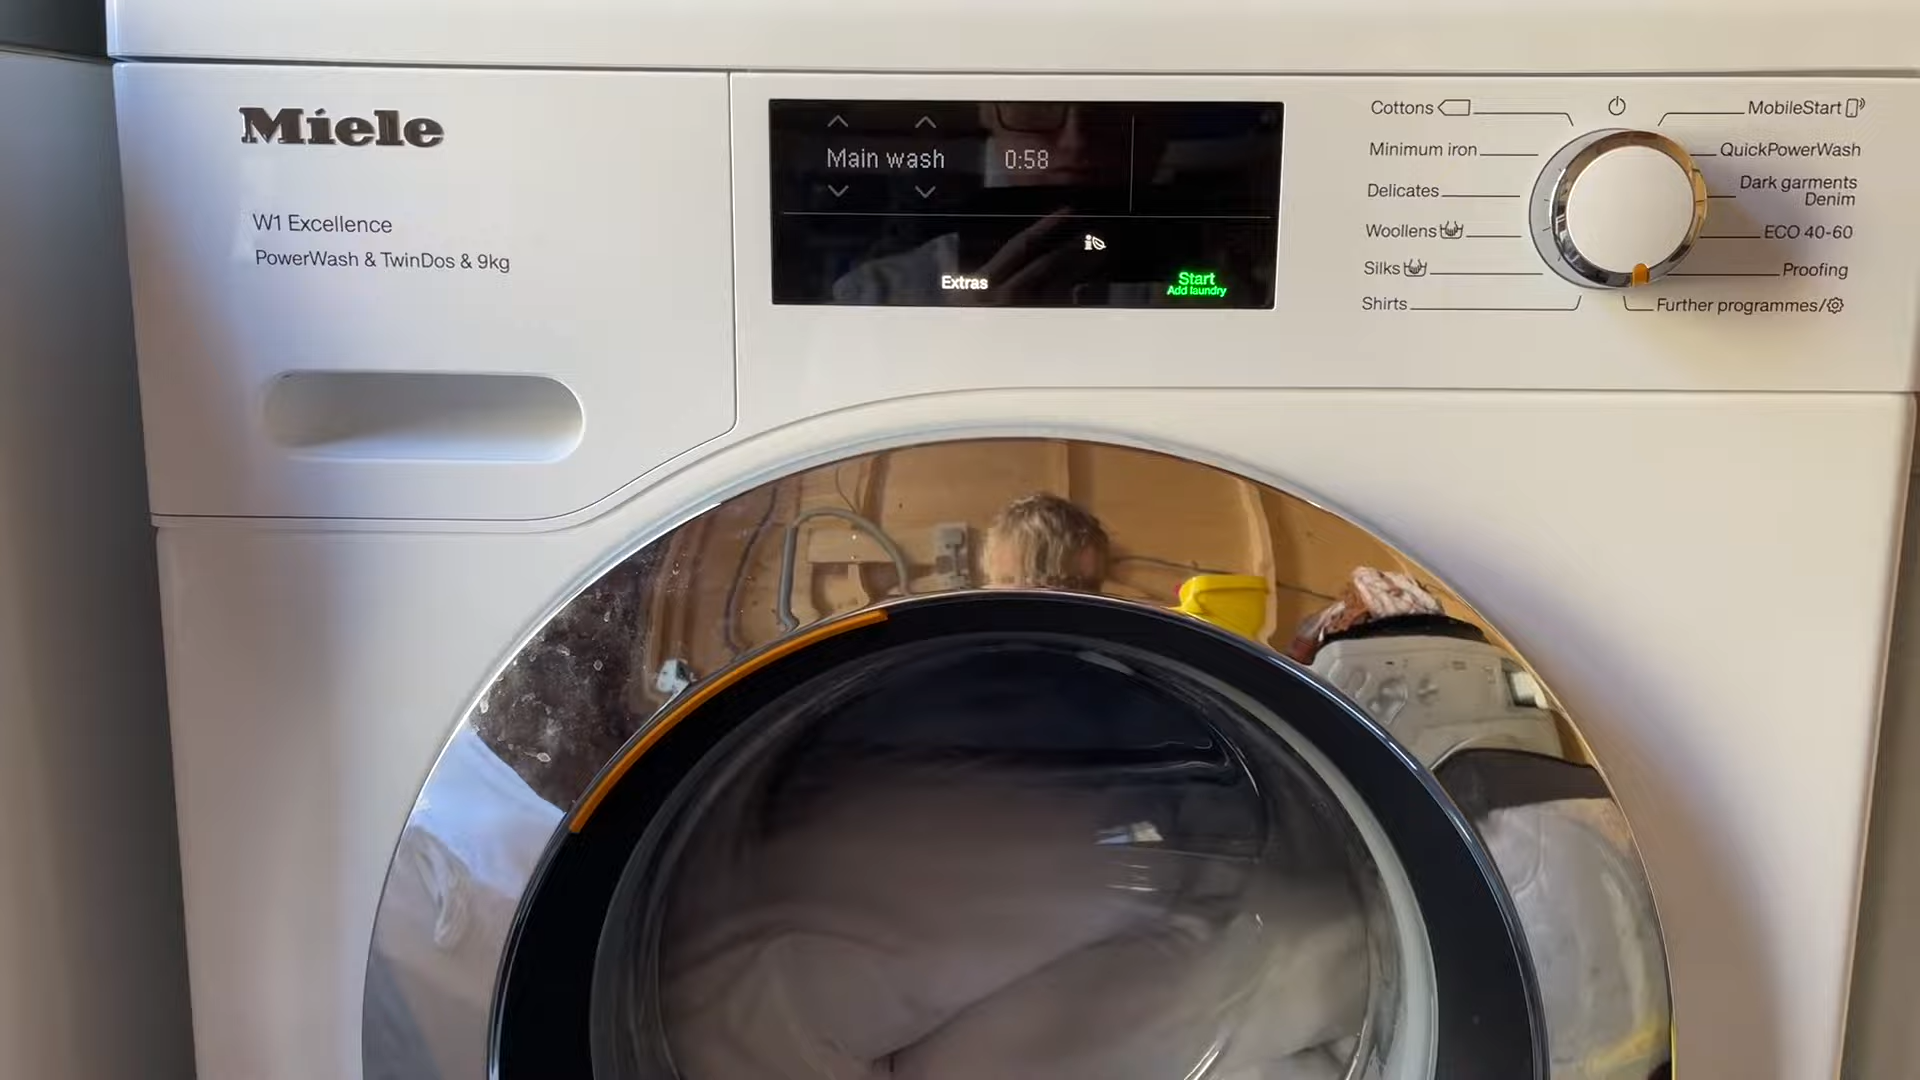 Miele
W1 Excellence
PowerWash & TwinDos & 9kg
Main wash 0:58
Extras
Start
Add laundry
Cottons
Minimum iron
Delicates
Woollens
Silks
Shirts
MobileStart
QuickPowerWash
Dark garments
Denim
ECO 40-60
Proofing
Further programmes/